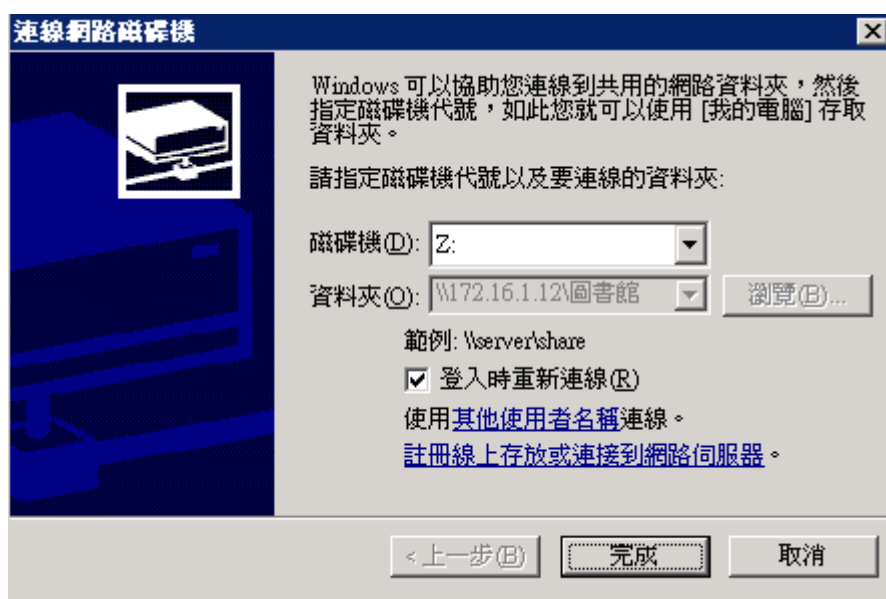 連線網路磁碟機
Windows 可以協助您連線到共用的網路資料夾，然後
指定磁碟機代號，如此您就可以使用 [我的電腦] 存取
資料夾。
請指定磁碟機代號以及要連線的資料夾:
磁碟機(D): Z:
資料夾(O): \\172.16.1.12\圖書館 瀏覽(B)...
範例: \\server\share
登入時重新連線(R)
使用其他使用者名稱連線。
註冊線上存放或連接到網路伺服器。
<上一步(B) 完成 取消